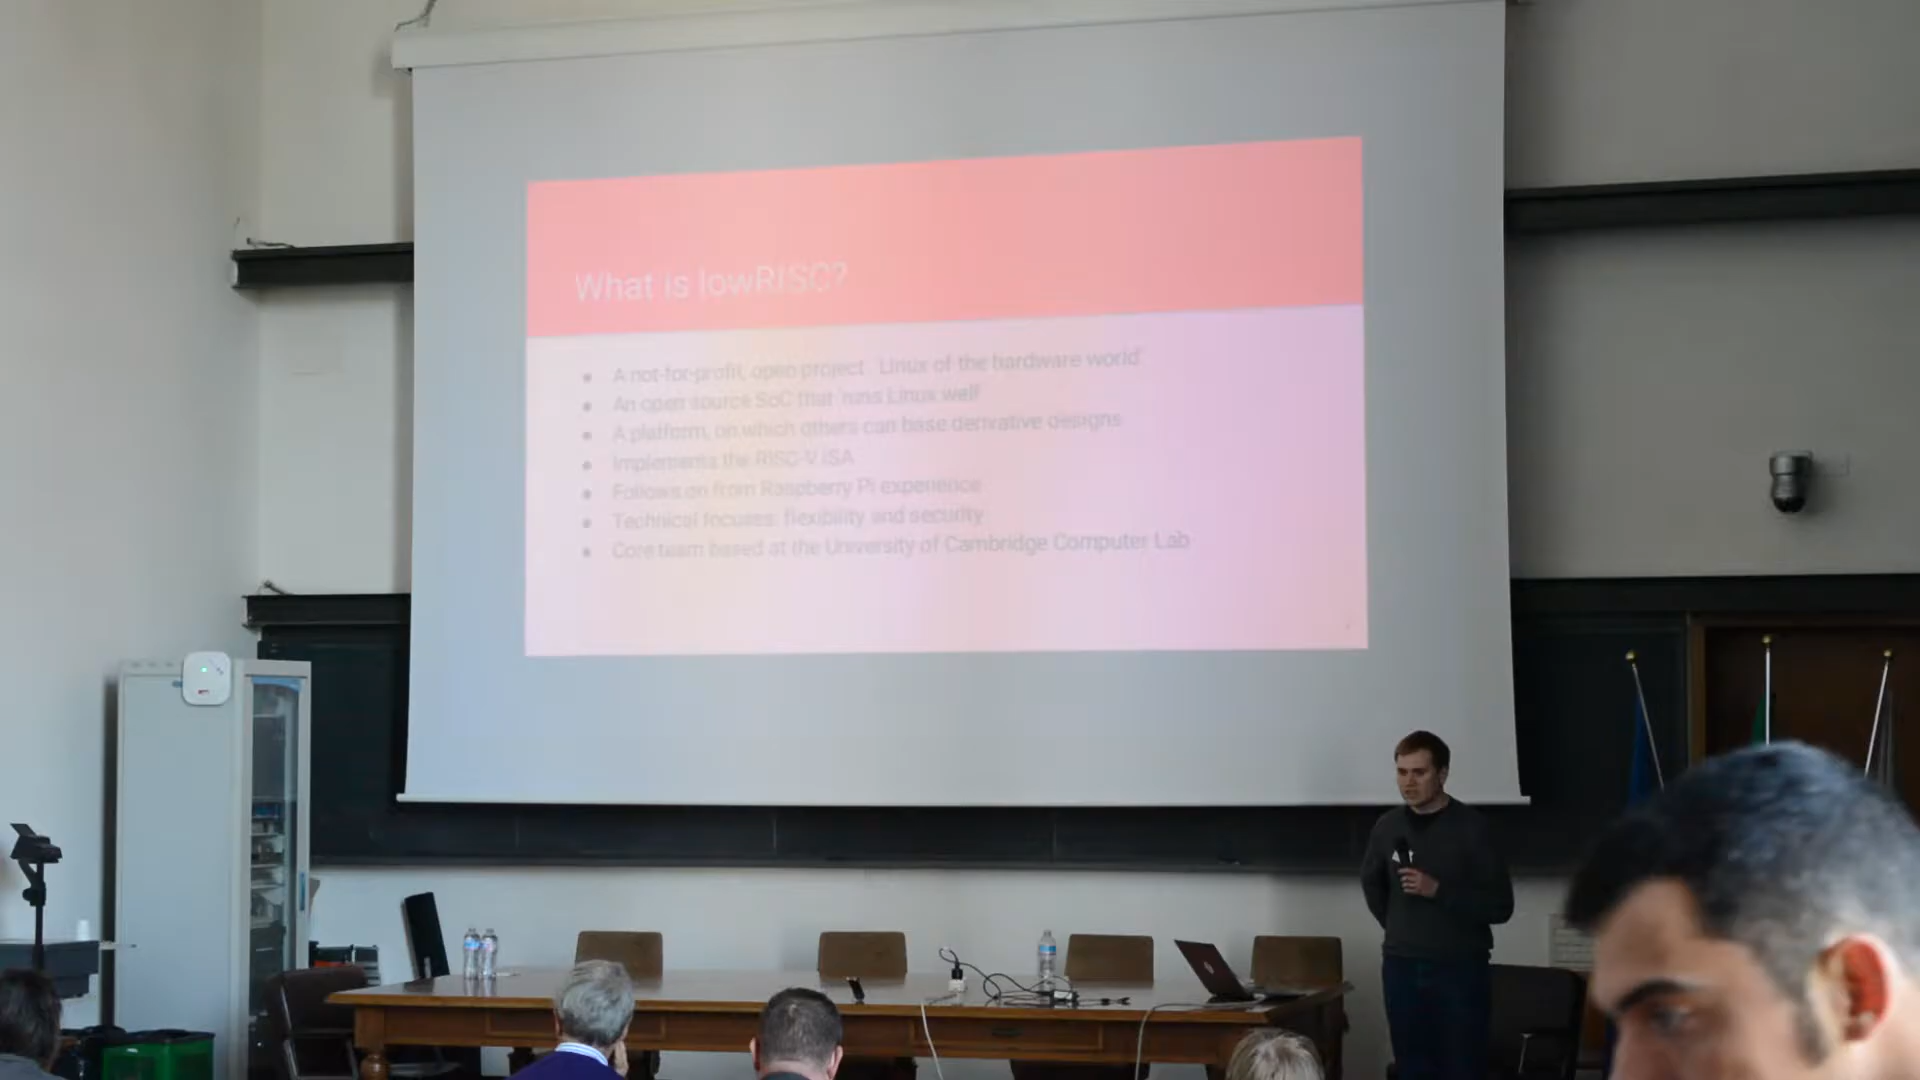 What is lowRISC?
A not-for-profit, open project. 'Linux of the hardware world'
An open source SoC that 'runs Linux well'
A platform, on which others can base derivative designs
Implements the RISC-V ISA
Follows on from Raspberry Pi experience
Technical focuses: flexibility and security
Core team based at the University of Cambridge Computer Lab